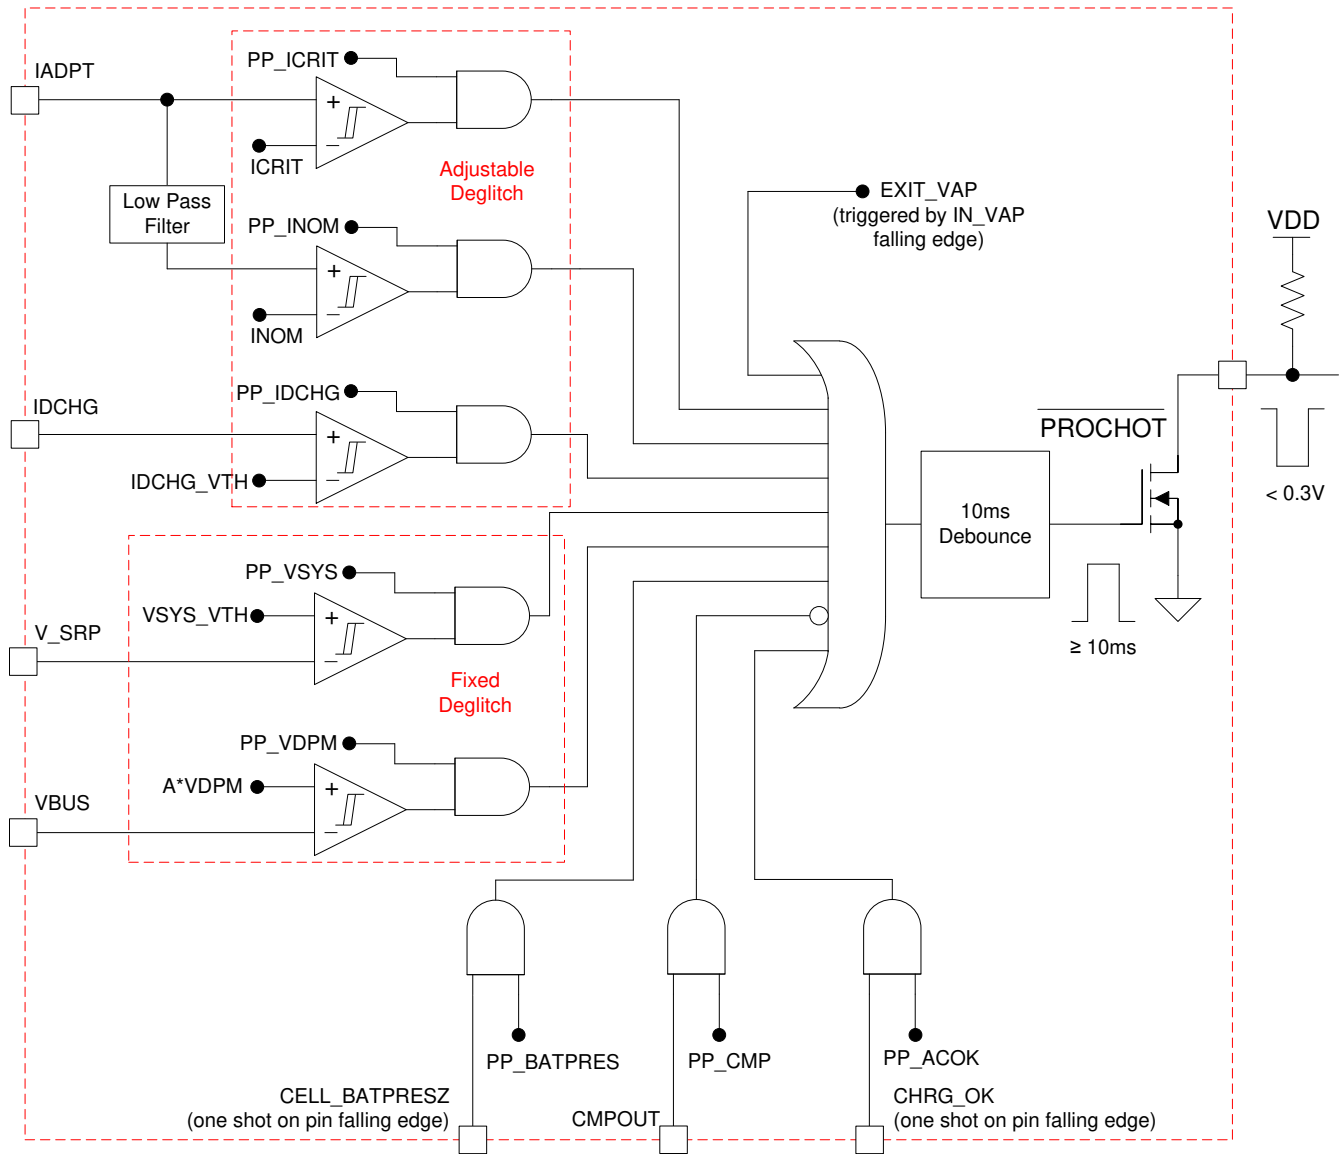 IADPT
PP_ICRIT
+
−
ICRIT
Adjustable
Deglitch
Low Pass
Filter
PP_INOM
+
−
INOM
EXIT_VAP
(triggered by IN_VAP
falling edge)
VDD
IDCHG
PP_IDCHG
+
−
IDCHG_VTH
PROCHOT
< 0.3V
10ms
Debounce
≥ 10ms
PP_VSYS
VSYS_VTH
+
−
V_SRP
Fixed
Deglitch
PP_VDPM
A*VDPM
+
−
VBUS
PP_BATPRES
PP_CMP
PP_ACOK
CELL_BATPRESZ
(one shot on pin falling edge)
CMPOUT
CHRG_OK
(one shot on pin falling edge)